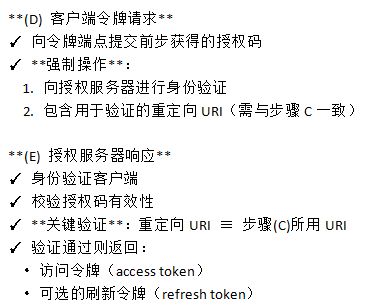 **(D) 客户端令牌请求**
✓ 向令牌端点提交前步获得的授权码
✓ **强制操作**：
1. 向授权服务器进行身份验证
2. 包含用于验证的重定向 URI（需与步骤 C 一致）
**(E) 授权服务器响应**
✓ 身份验证客户端
✓ 校验授权码有效性
✓ **关键验证**：重定向 URI ≡ 步骤(C)所用 URI
✓ 验证通过则返回：
• 访问令牌（access token）
• 可选的刷新令牌（refresh token）